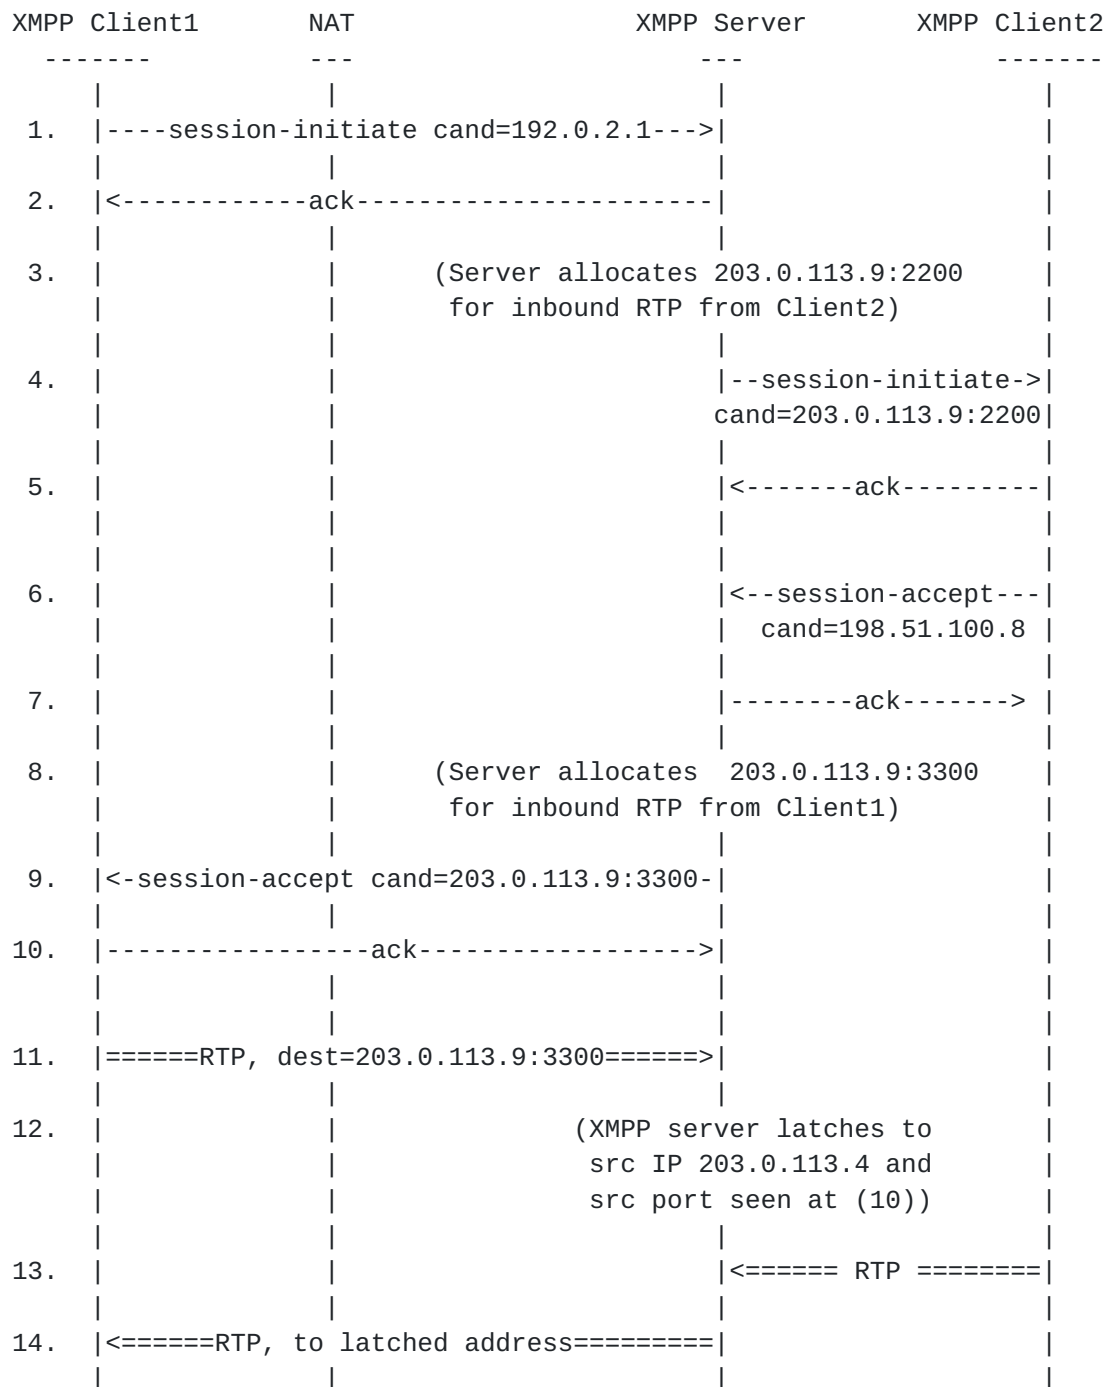 XMPP Client1       NAT                  XMPP Server       XMPP Client2
  -------          ---                      ---                -------
     |              |                        |                    |
 1.  |----session-initiate cand=192.0.2.1--->|                    |
     |              |                        |                    |
 2.  |<------------ack-----------------------|                    |
     |              |                        |                    |
 3.  |              |      (Server allocates 203.0.113.9:2200     |
     |              |       for inbound RTP from Client2)         |
     |              |                        |                    |
 4.  |              |                        |--session-initiate->|
     |              |                        cand=203.0.113.9:2200|
     |              |                        |                    |
 5.  |              |                        |<-------ack---------|
     |              |                        |                    |
     |              |                        |                    |
 6.  |              |                        |<--session-accept---|
     |              |                        |  cand=198.51.100.8 |
     |              |                        |                    |
 7.  |              |                        |--------ack-------> |
     |              |                        |                    |
 8.  |              |      (Server allocates  203.0.113.9:3300    |
     |              |       for inbound RTP from Client1)         |
     |              |                        |                    |
 9.  |<-session-accept cand=203.0.113.9:3300-|                    |
     |              |                        |                    |
10.  |-----------------ack------------------>|                    |
     |              |                        |                    |
     |              |                        |                    |
11.  |======RTP, dest=203.0.113.9:3300======>|                    |
     |              |                        |                    |
12.  |              |               (XMPP server latches to       |
     |              |                src IP 203.0.113.4 and       |
     |              |                src port seen at (10))       |
     |              |                        |                    |
13.  |              |                        |<====== RTP ========|
     |              |                        |                    |
14.  |<======RTP, to latched address=========|                    |
     |              |                        |                    |